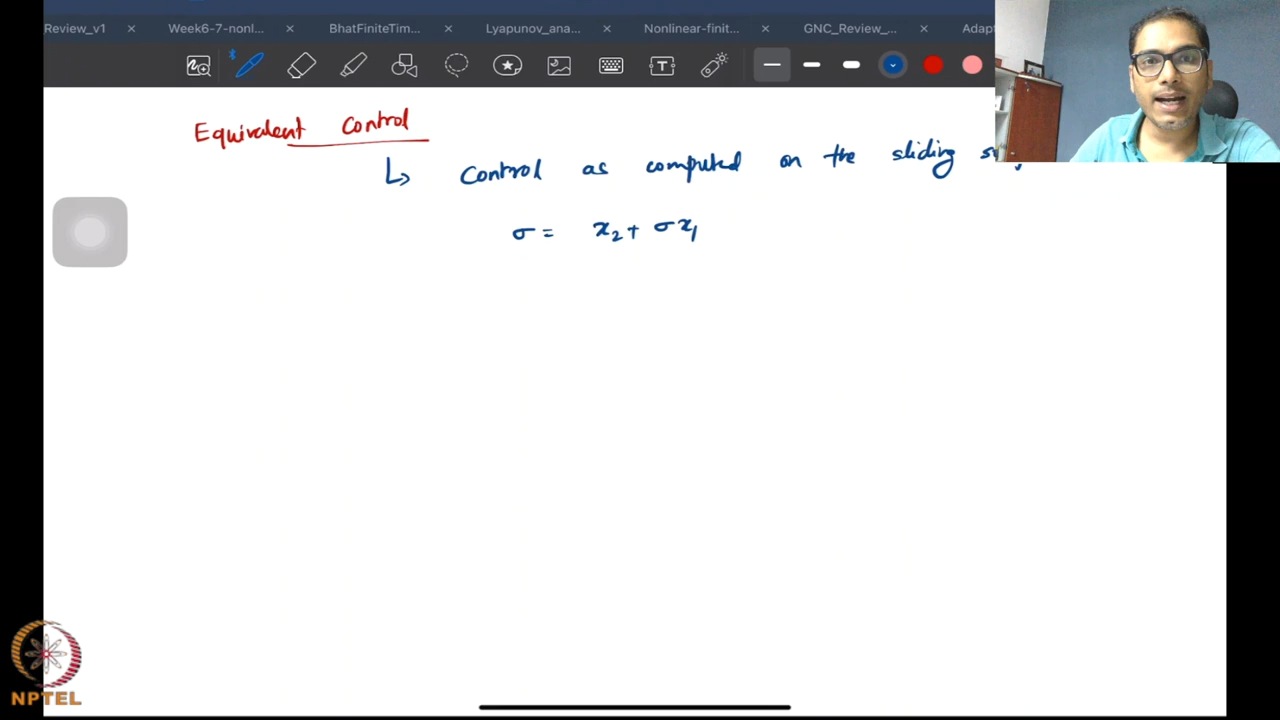 Review_v1 × Week6-7-nonl... × BhatFiniteTim... × Lyapunov_ana... × Nonlinear-finit... × GNC_Review_... × Adap
T
Equivalent Control
↳ Control as computed on the sliding
σ = x₂ + σx₁
NPTEL